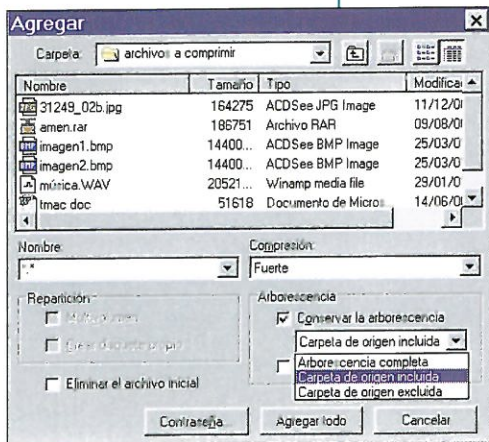 Agregar
Carpeta: archivos a comprimir
Nombre Tamaño Tipo Modifica
31249_02b.jpg 164275 ACDSee JPG Image 11/12/0
amen.rar 186751 Archivo RAR 09/08/0
imagen1.bmp 14400... ACDSee BMP Image 25/03/0
imagen2.bmp 14400... ACDSee BMP Image 25/03/0
música.WAV 20521... Winamp media file 29/01/0
tmac doc 51618 Documento de Micros 14/06/0
Nombre: Compresión:
*.* Fuerte
Repartición Arborescencia
Conservar la arborescencia
Carpeta de origen incluida
Arborescencia completa
Carpeta de origen incluida
Eliminar el archivo inicial Carpeta de origen excluida
Contraseña... Agregar todo Cancelar